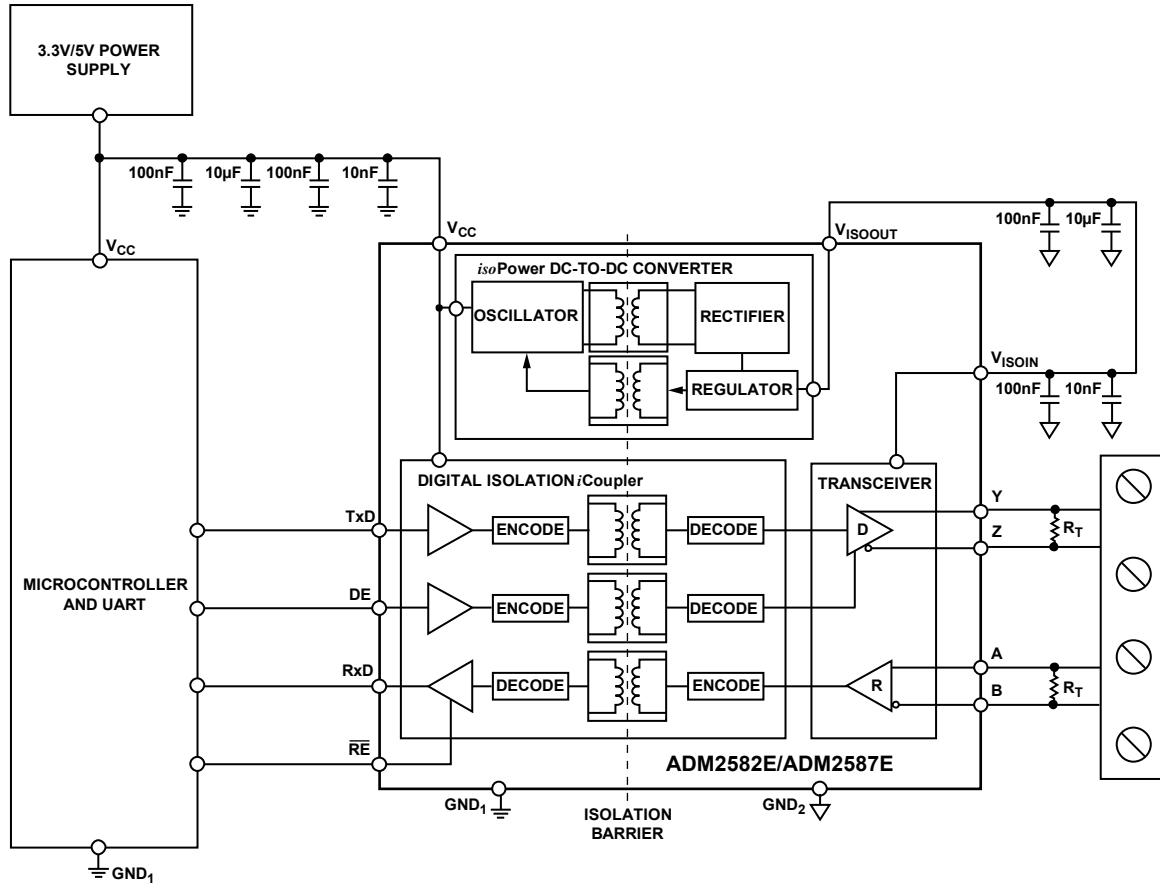 3.3V/5V POWER
SUPPLY
100nF
10µF
100nF
10nF
VCC
VCC
VISOOUT
100nF
10µF
isoPower DC-TO-DC CONVERTER
OSCILLATOR
RECTIFIER
REGULATOR
VISOIN
100nF
10nF
DIGITAL ISOLATION iCoupler
TRANSCEIVER
TxD
ENCODE
DECODE
D
Y
Z
RT
MICROCONTROLLER
AND UART
DE
ENCODE
DECODE
RxD
DECODE
ENCODE
R
A
B
RT
RE
ADM2582E/ADM2587E
GND1
GND2
ISOLATION
BARRIER
GND1